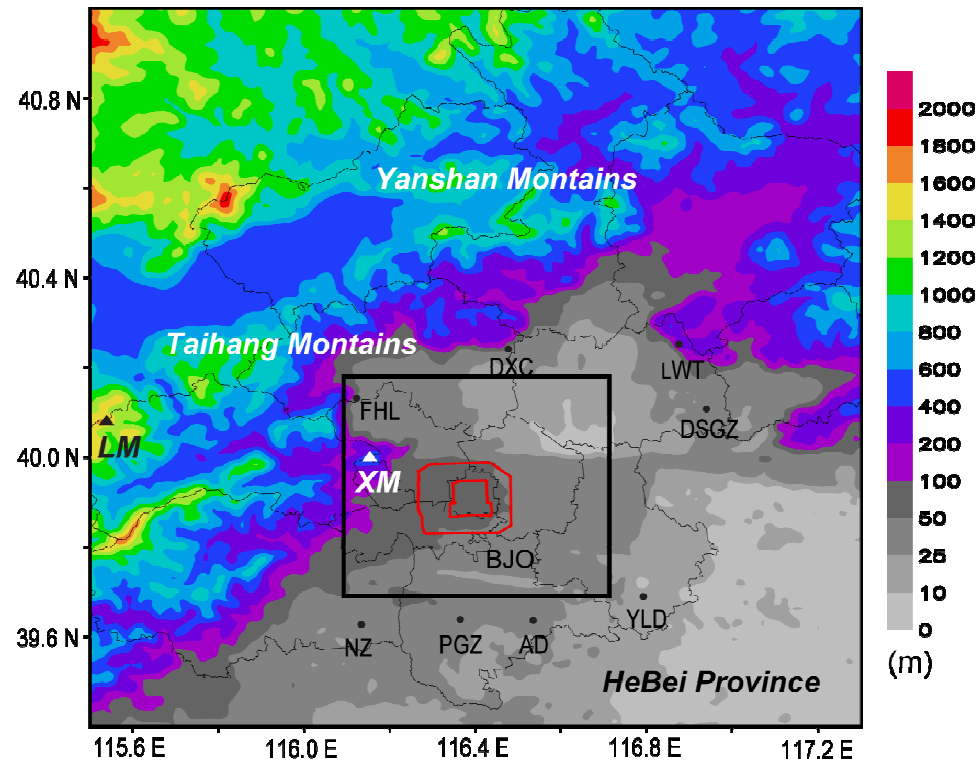 40.8 N
40.4 N
40.0 N
39.6 N
Yanshan Montains
Taihang Montains
DXC
LWT
FHL
DSGZ
LM
XM
BJO
YLD
NZ
PGZ
AD
HeBei Province
115.6 E
116.0 E
116.4 E
116.8 E
117.2 E
2000
1800
1600
1400
1200
1000
800
600
400
200
100
50
25
10
0
(m)